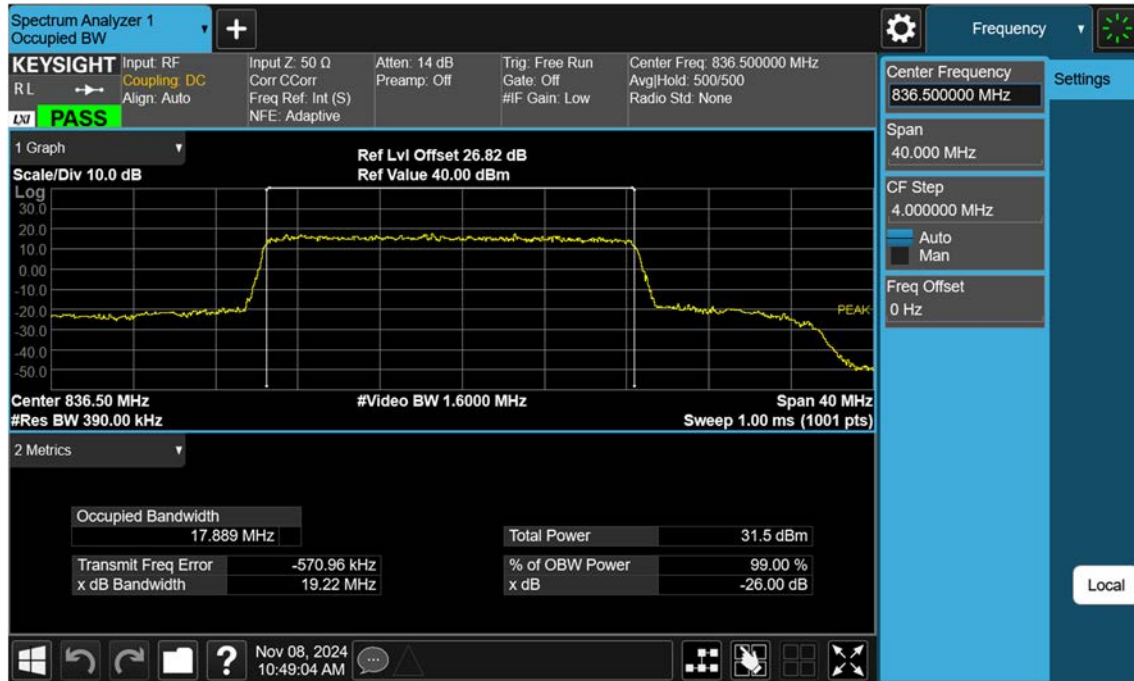 Spectrum Analyzer 1
Occupied BW
Frequency
KEYSIGHT
RL
LXI
PASS
Input: RF
Coupling: DC
Align: Auto
Input Z: 50 Ω
Corr CCorr
Freq Ref: Int (S)
NFE: Adaptive
Atten: 14 dB
Preamp: Off
Trig: Free Run
Gate: Off
#IF Gain: Low
Center Freq: 836.500000 MHz
Avg|Hold: 500/500
Radio Std: None
Center Frequency
836.500000 MHz
Settings
Span
40.000 MHz
CF Step
4.000000 MHz
Auto
Man
Freq Offset
0 Hz
Local
1 Graph
Scale/Div 10.0 dB
Ref Lvl Offset 26.82 dB
Ref Value 40.00 dBm
Log
30.0
20.0
10.0
0.00
-10.0
-20.0
-30.0
-40.0
-50.0
PEAK
Center 836.50 MHz
#Video BW 1.6000 MHz
Span 40 MHz
#Res BW 390.00 kHz
Sweep 1.00 ms (1001 pts)
2 Metrics
Occupied Bandwidth
17.889 MHz
Total Power 31.5 dBm
Transmit Freq Error -570.96 kHz
% of OBW Power 99.00 %
x dB Bandwidth 19.22 MHz
x dB -26.00 dB
?
Nov 08, 2024
10:49:04 AM